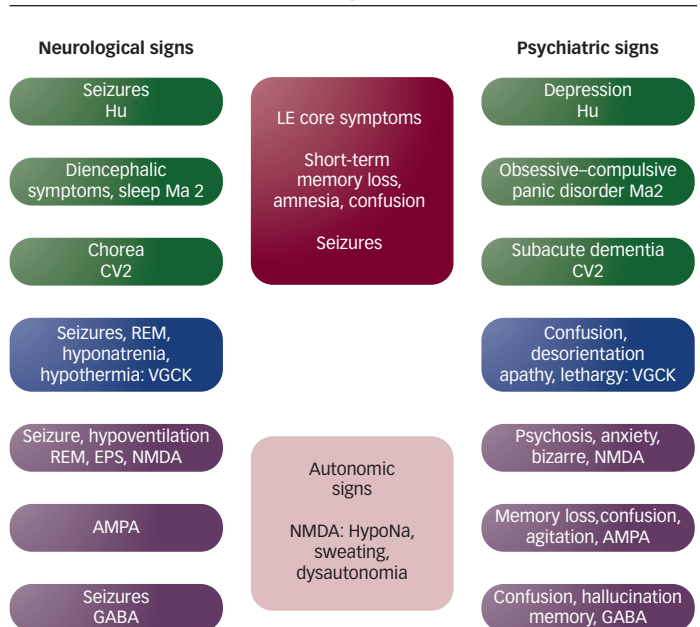 Neurological signs
Seizures
Hu
Diencephalic
symptoms, sleep Ma 2
Chorea
CV2
Seizures, REM,
hyponatrenia,
hypothermia: VGCK
Seizure, hypoventilation
REM, EPS, NMDA
AMPA
Seizures
GABA
LE core symptoms
Short-term
memory loss,
amnesia, confusion
Seizures
Autonomic
signs
NMDA: HypoNa,
sweating,
dysautonomia
Psychiatric signs
Depression
Hu
Obsessive–compulsive
panic disorder Ma2
Subacute dementia
CV2
Confusion,
desorientation
apathy, lethargy: VGCK
Psychosis, anxiety,
bizarre, NMDA
Memory loss,confusion,
agitation, AMPA
Confusion, hallucination
memory, GABA